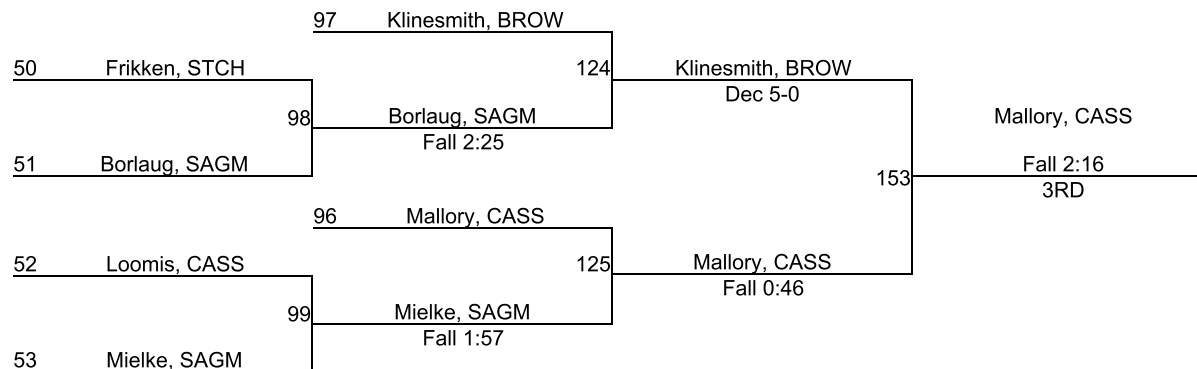 97 Klinesmith, BROW
50 Frikken, STCH
124 Klinesmith, BROW
Dec 5-0
98 Borlaug, SAGM
Fall 2:25
Mallory, CASS
51 Borlaug, SAGM
Fall 2:16
153
3RD
96 Mallory, CASS
52 Loomis, CASS
125 Mallory, CASS
Fall 0:46
99 Mielke, SAGM
Fall 1:57
53 Mielke, SAGM